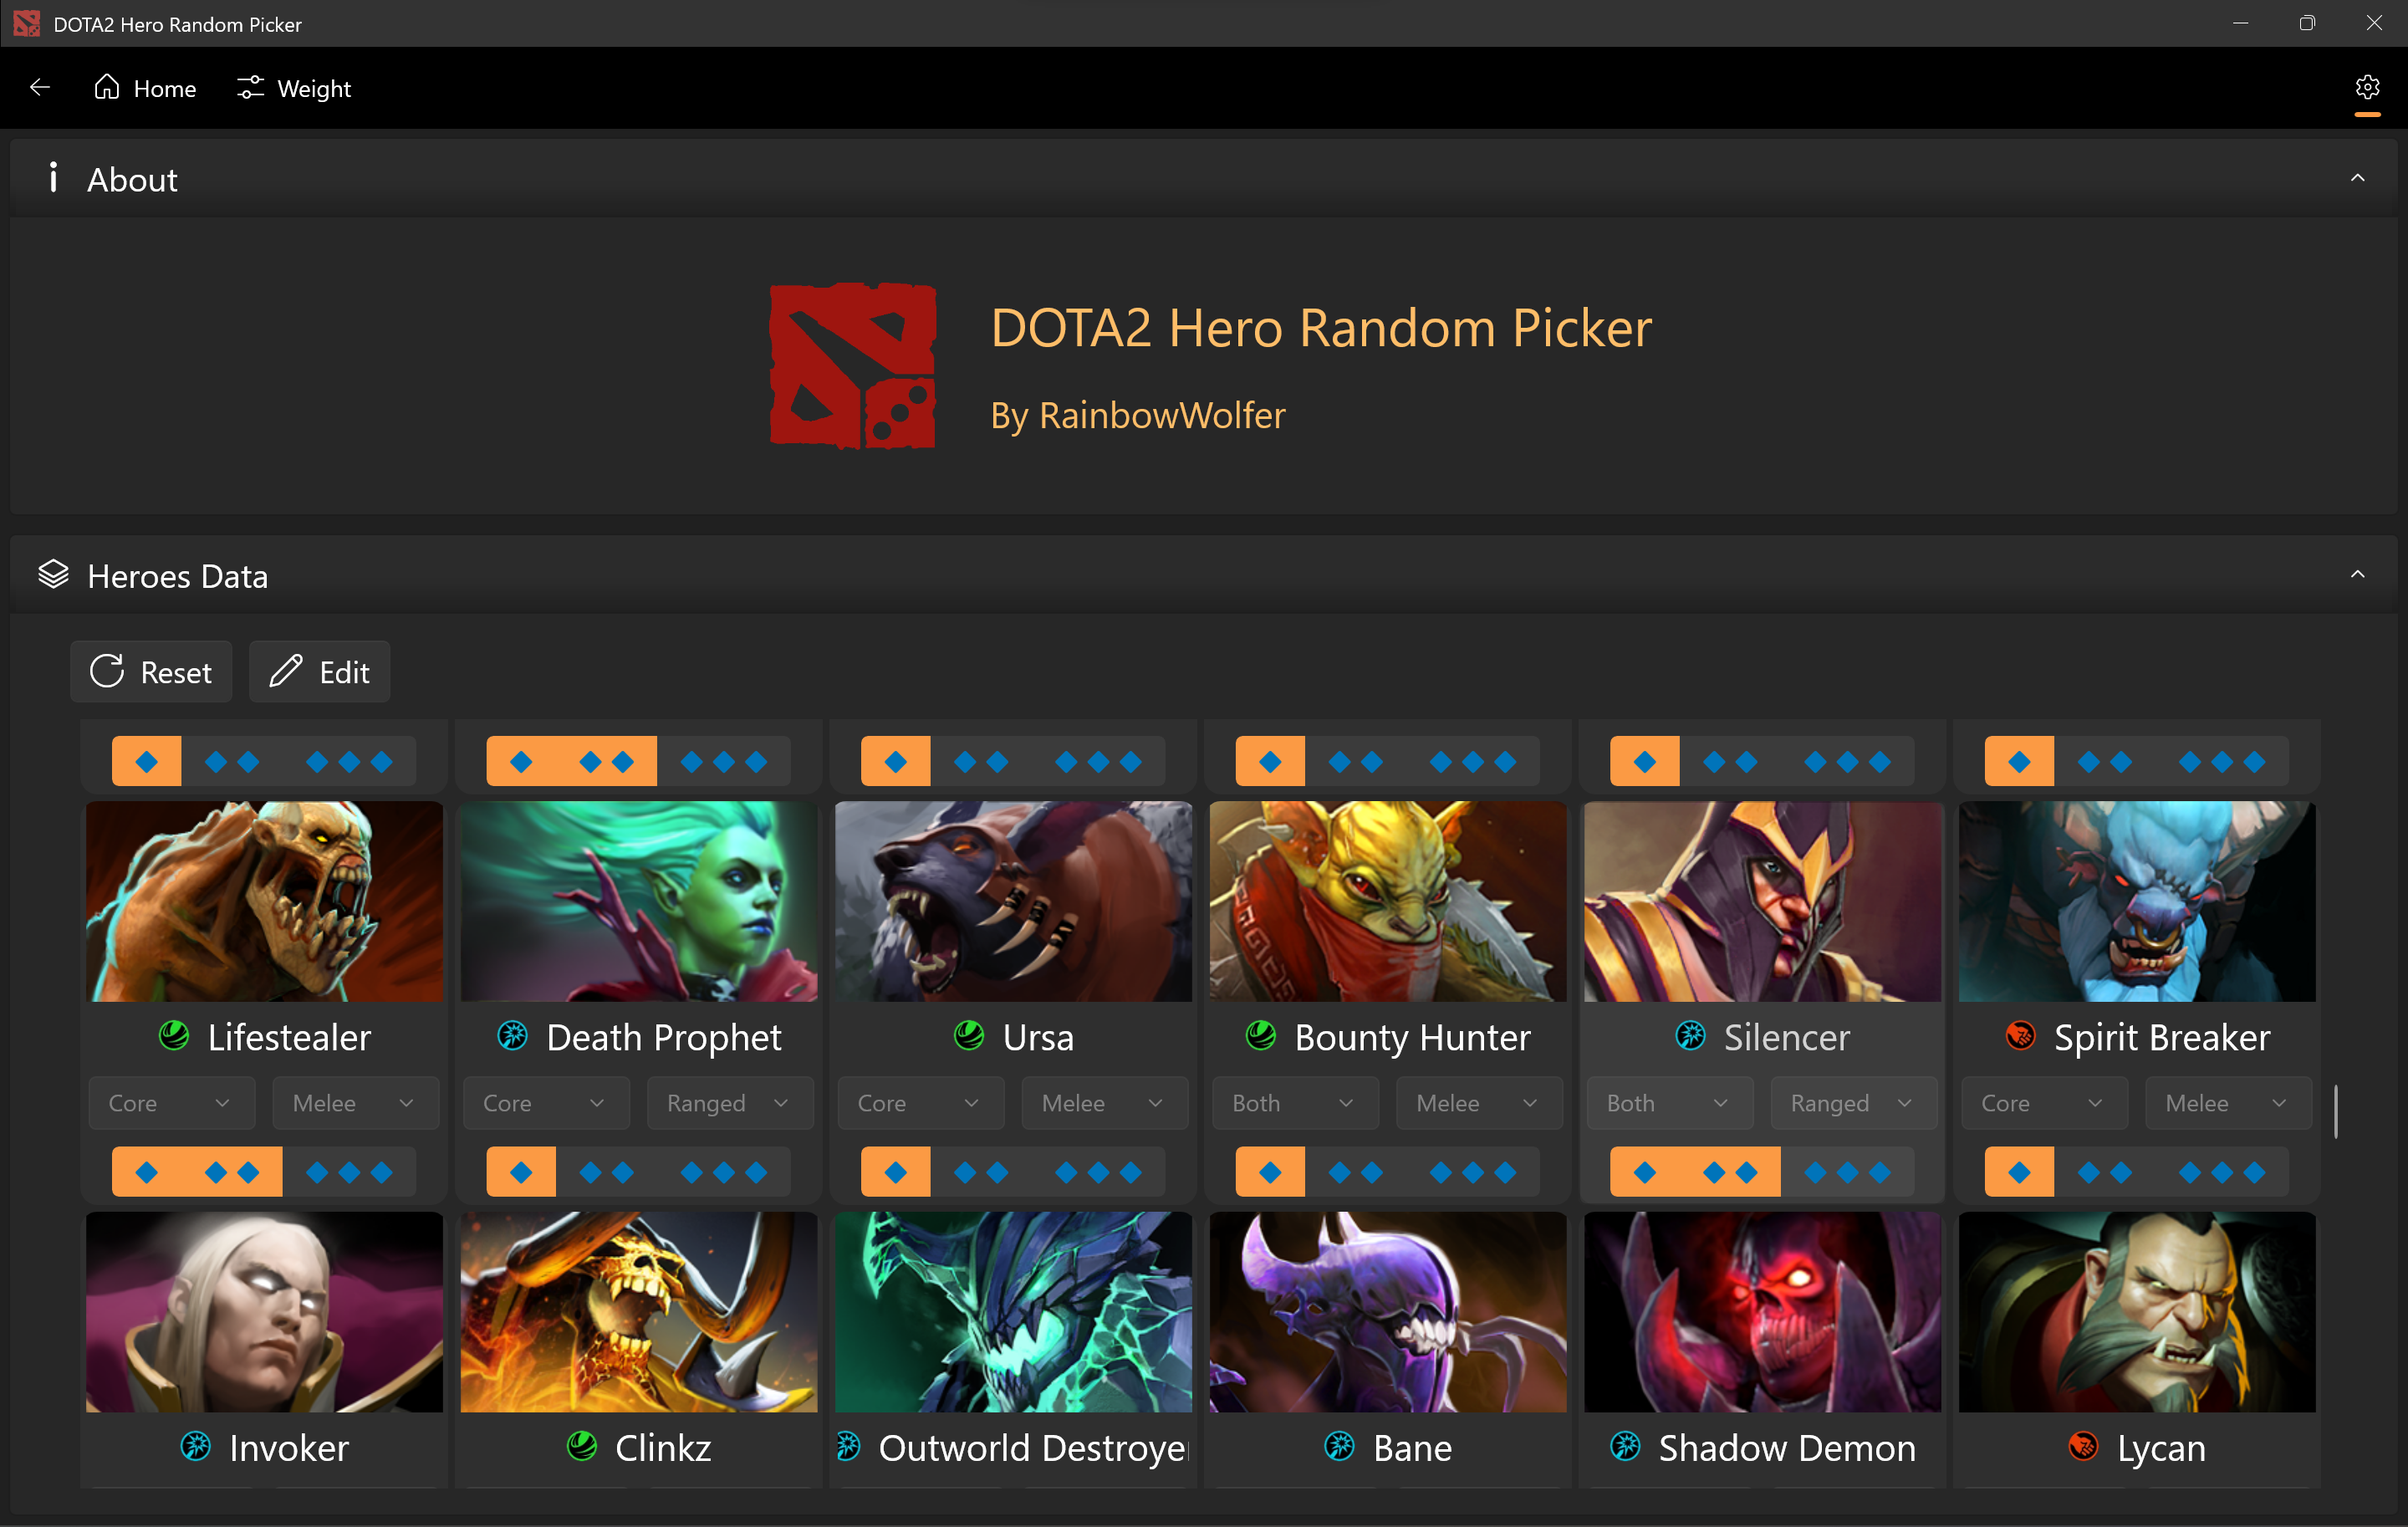 DOTA2 Hero Random Picker
Home Weight
About
DOTA2 Hero Random Picker
By RainbowWolfer
Heroes Data
Reset Edit
Lifestealer Death Prophet Ursa Bounty Hunter Silencer Spirit Breaker
Core Melee Core Ranged Core Melee Both Melee Both Ranged Core Melee
Invoker Clinkz Outworld Destroyer Bane Shadow Demon Lycan